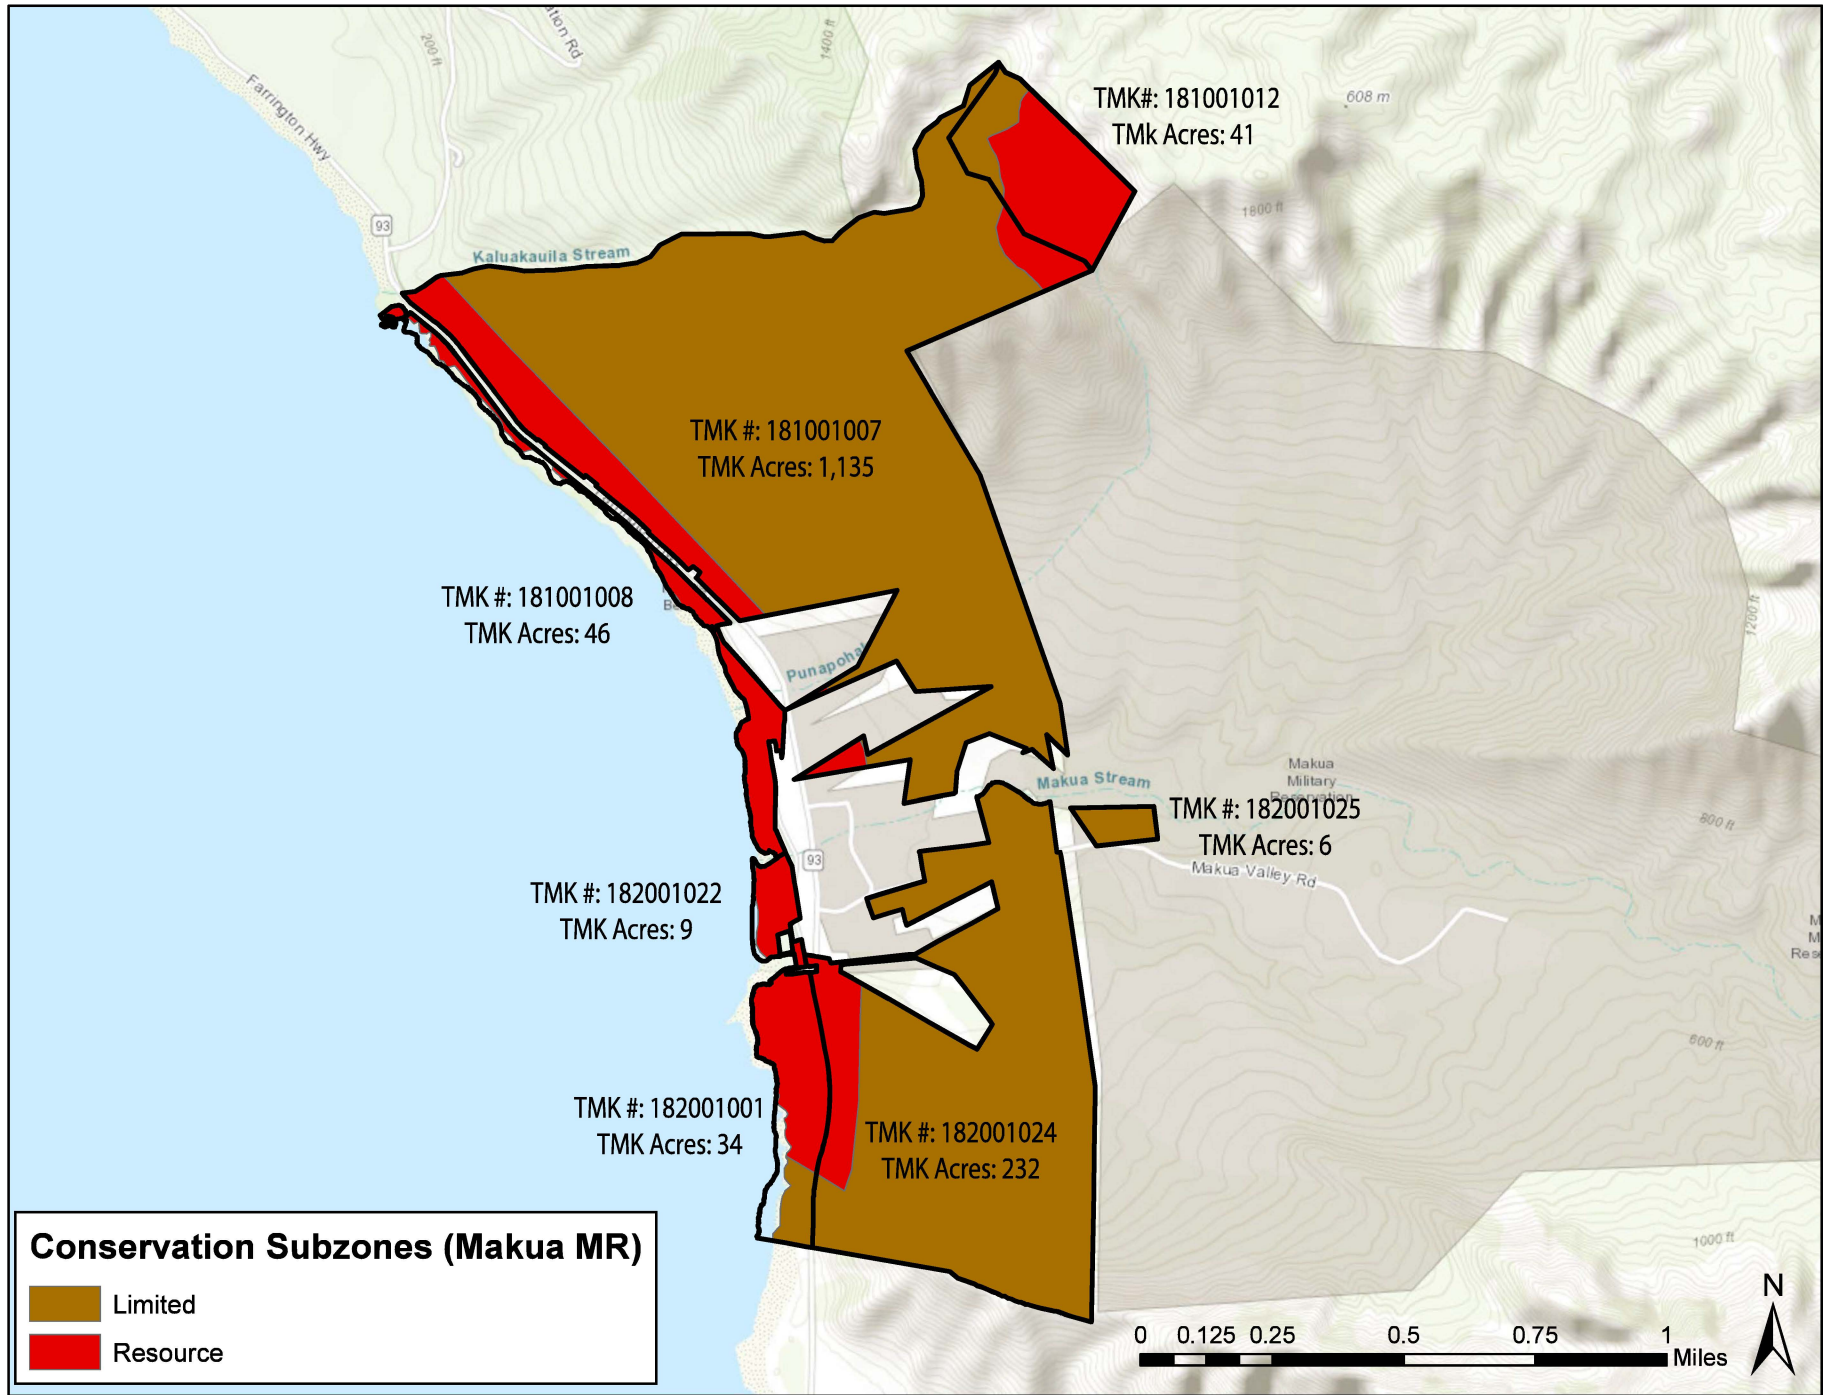 200 ft
1400 ft
Farrington Hwy
TMK#: 181001012
TMk Acres: 41
608 m
1800 ft
93
Kaluakauila Stream
TMK #: 181001007
TMK Acres: 1,135
TMK #: 181001008
TMK Acres: 46
1200 ft
Makua Stream
Makua
Military
Reservation
TMK #: 182001025
TMK Acres: 6
800 ft
93
Makua Valley Rd
TMK #: 182001022
TMK Acres: 9
600 ft
TMK #: 182001001
TMK Acres: 34
TMK #: 182001024
TMK Acres: 232
1000 ft
Conservation Subzones (Makua MR)
Limited
Resource
N
0 0.125 0.25 0.5 0.75 1
Miles